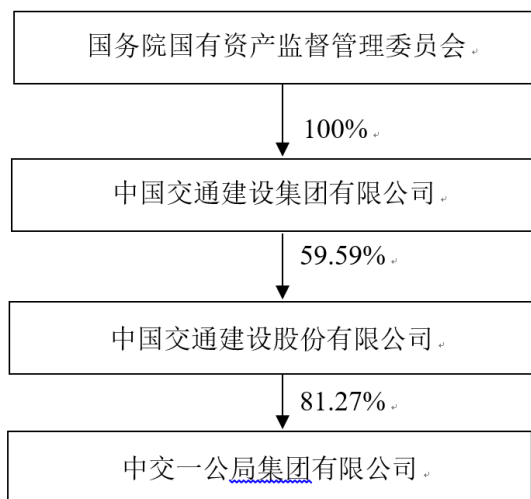 国务院国有资产监督管理委员会
100%
中国交通建设集团有限公司
59.59%
中国交通建设股份有限公司
81.27%
中交一公局集团有限公司